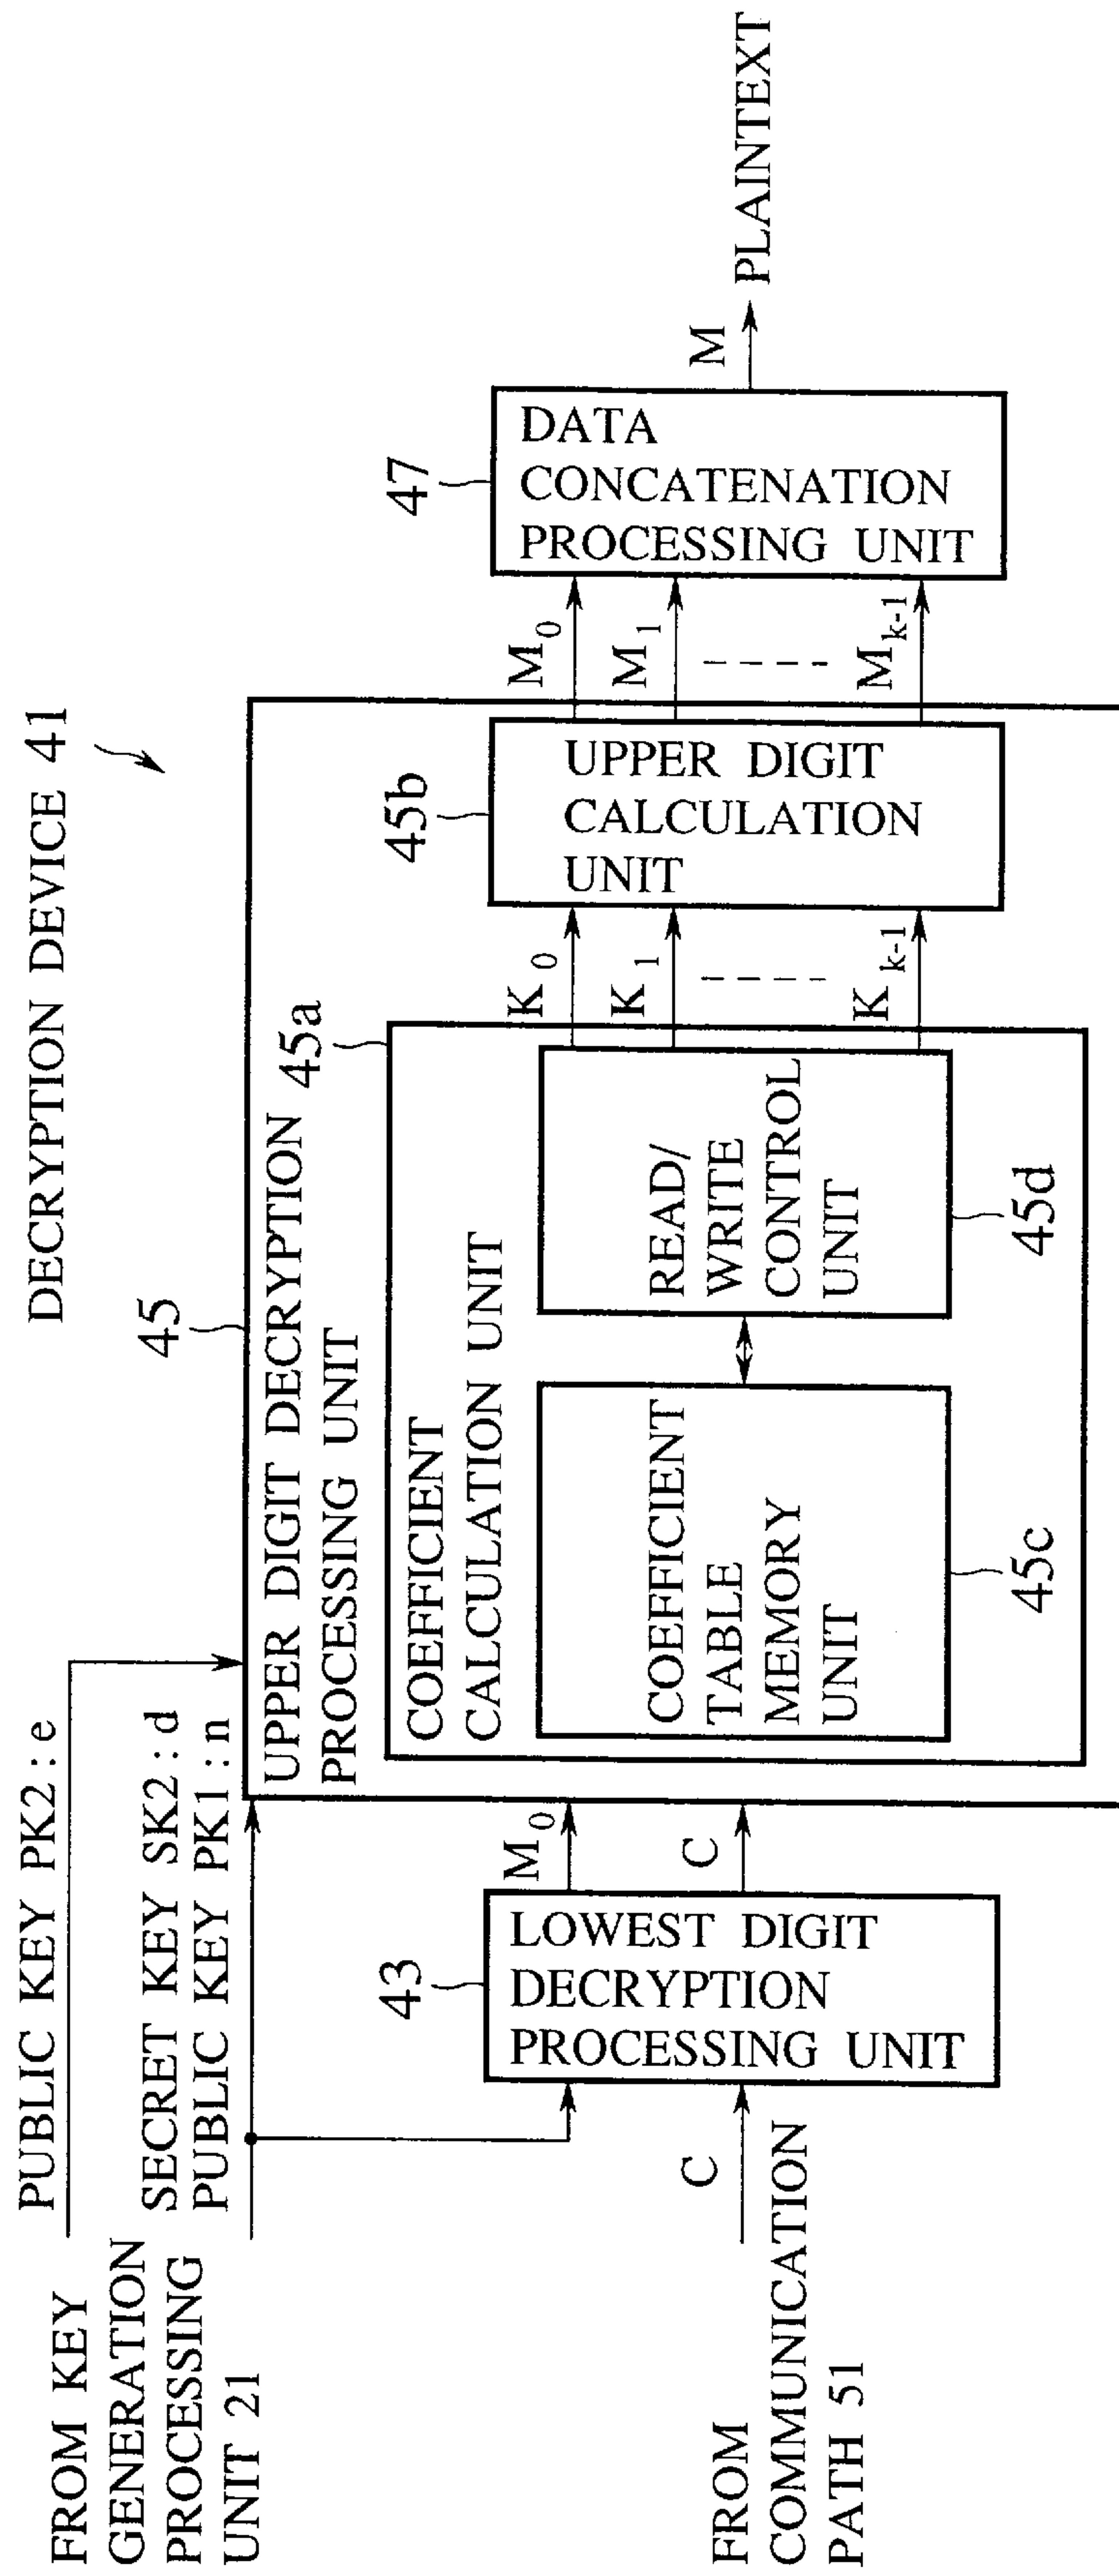 DECRYPTION DEVICE 41
FROM KEY
GENERATION
PROCESSING
UNIT 21
PUBLIC KEY PK2 : e
SECRET KEY SK2 : d
PUBLIC KEY PK1 : n
FROM
COMMUNICATION
PATH 51
C
43
LOWEST DIGIT
DECRYPTION
PROCESSING UNIT
M0
C
45
UPPER DIGIT DECRYPTION
PROCESSING UNIT
45a
COEFFICIENT
CALCULATION UNIT
COEFFICIENT
TABLE
MEMORY
UNIT
45c
READ/
WRITE
CONTROL
UNIT
45d
K0
K1
Kk-1
45b
UPPER DIGIT
CALCULATION
UNIT
M0
M1
Mk-1
47
DATA
CONCATENATION
PROCESSING UNIT
M
PLAINTEXT